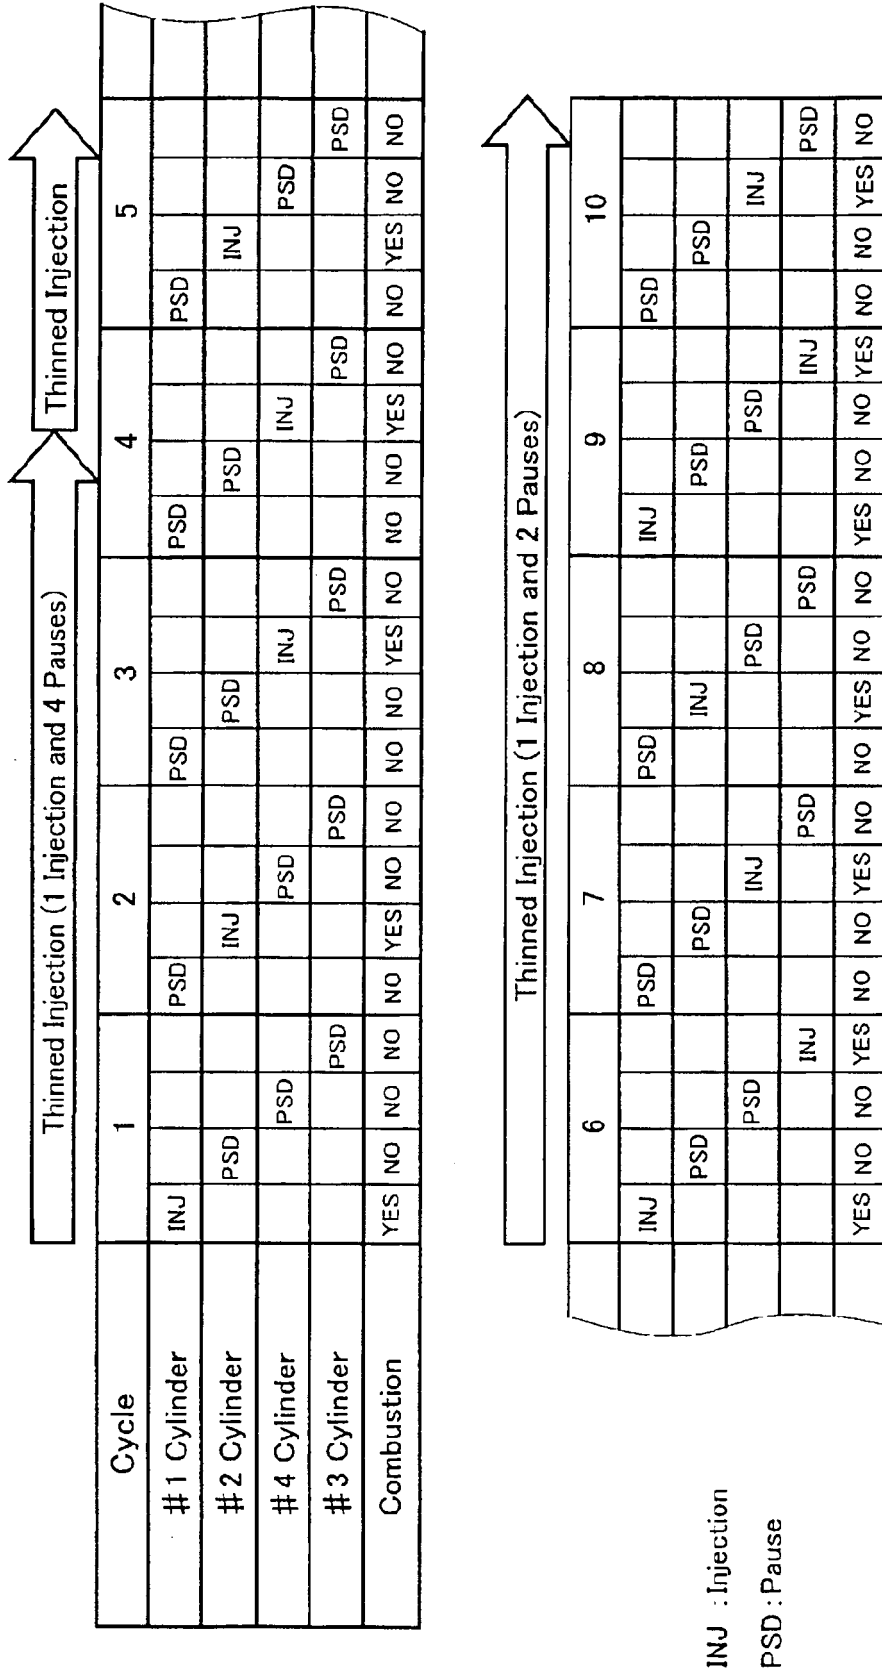 Thinned Injection (1 Injection and 4 Pauses) Thinned Injection
Cycle 1 2 3 4 5
#1 Cylinder INJ PSD PSD PSD PSD
#2 Cylinder PSD INJ PSD PSD INJ
#4 Cylinder PSD PSD INJ INJ PSD
#3 Cylinder PSD PSD PSD PSD PSD
Combustion YES NO NO NO NO YES NO NO NO NO YES NO NO NO YES NO NO YES NO NO
Thinned Injection (1 Injection and 2 Pauses)
6 7 8 9 10
INJ PSD PSD INJ PSD
PSD PSD INJ PSD PSD
PSD INJ PSD PSD INJ
INJ PSD PSD INJ PSD
YES NO NO YES NO NO YES NO NO YES NO NO YES NO NO YES NO NO YES NO
INJ : Injection
PSD : Pause